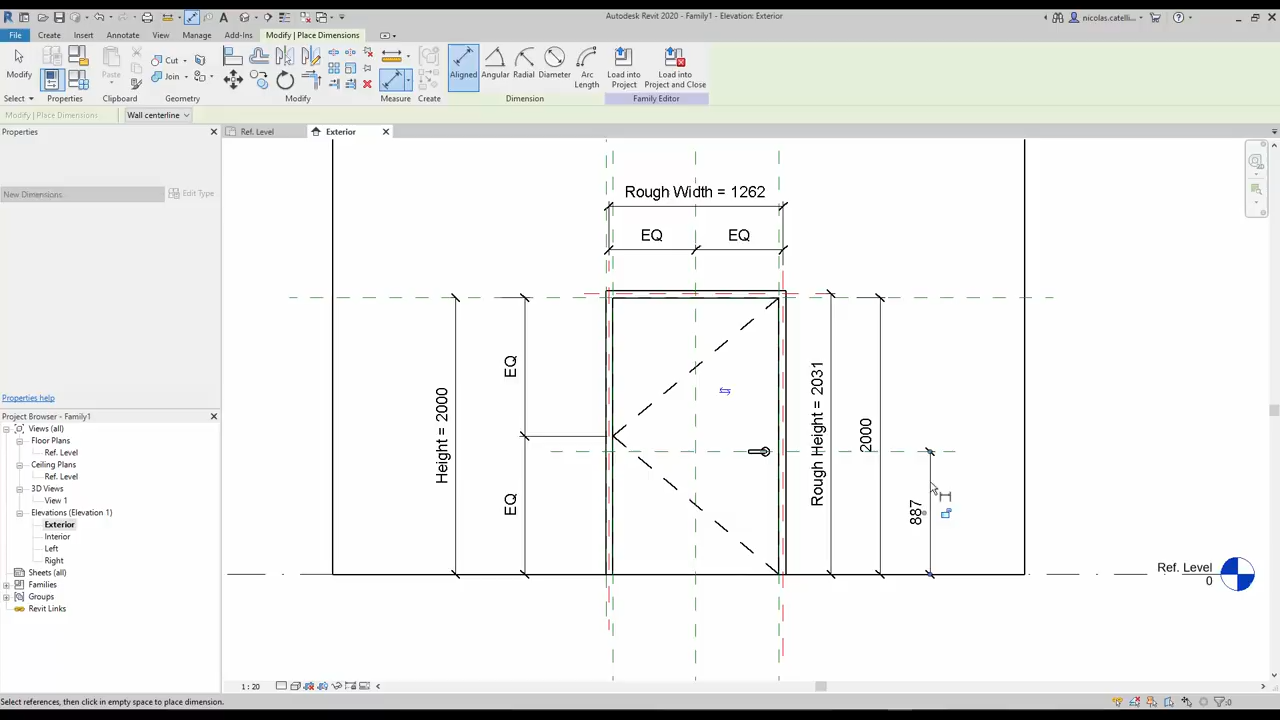 Autodesk Revit 2020 - Family1 - Elevation: Exterior
nicolas.catelli...
File Create Insert Annotate View Manage Add-Ins Modify | Place Dimensions
Modify Paste Cut Join Aligned Angular Radial Diameter Arc Length Load into Project Load into Project and Close
Select Properties Clipboard Geometry Modify Measure Create Dimension Family Editor
Modify | Place Dimensions Wall centerline
Properties
Ref. Level Exterior
New Dimensions Edit Type
Properties help
Project Browser - Family1
Views (all)
Floor Plans
Ref. Level
Ceiling Plans
Ref. Level
3D Views
View 1
Elevations (Elevation 1)
Exterior
Interior
Left
Right
Sheets (all)
Families
Groups
Revit Links
Rough Width = 1262
EQ EQ
EQ
Height = 2000
EQ
Rough Height = 2031
2000
887
Ref. Level
0
1 : 20
Select references, then click in empty space to place dimension.
:0